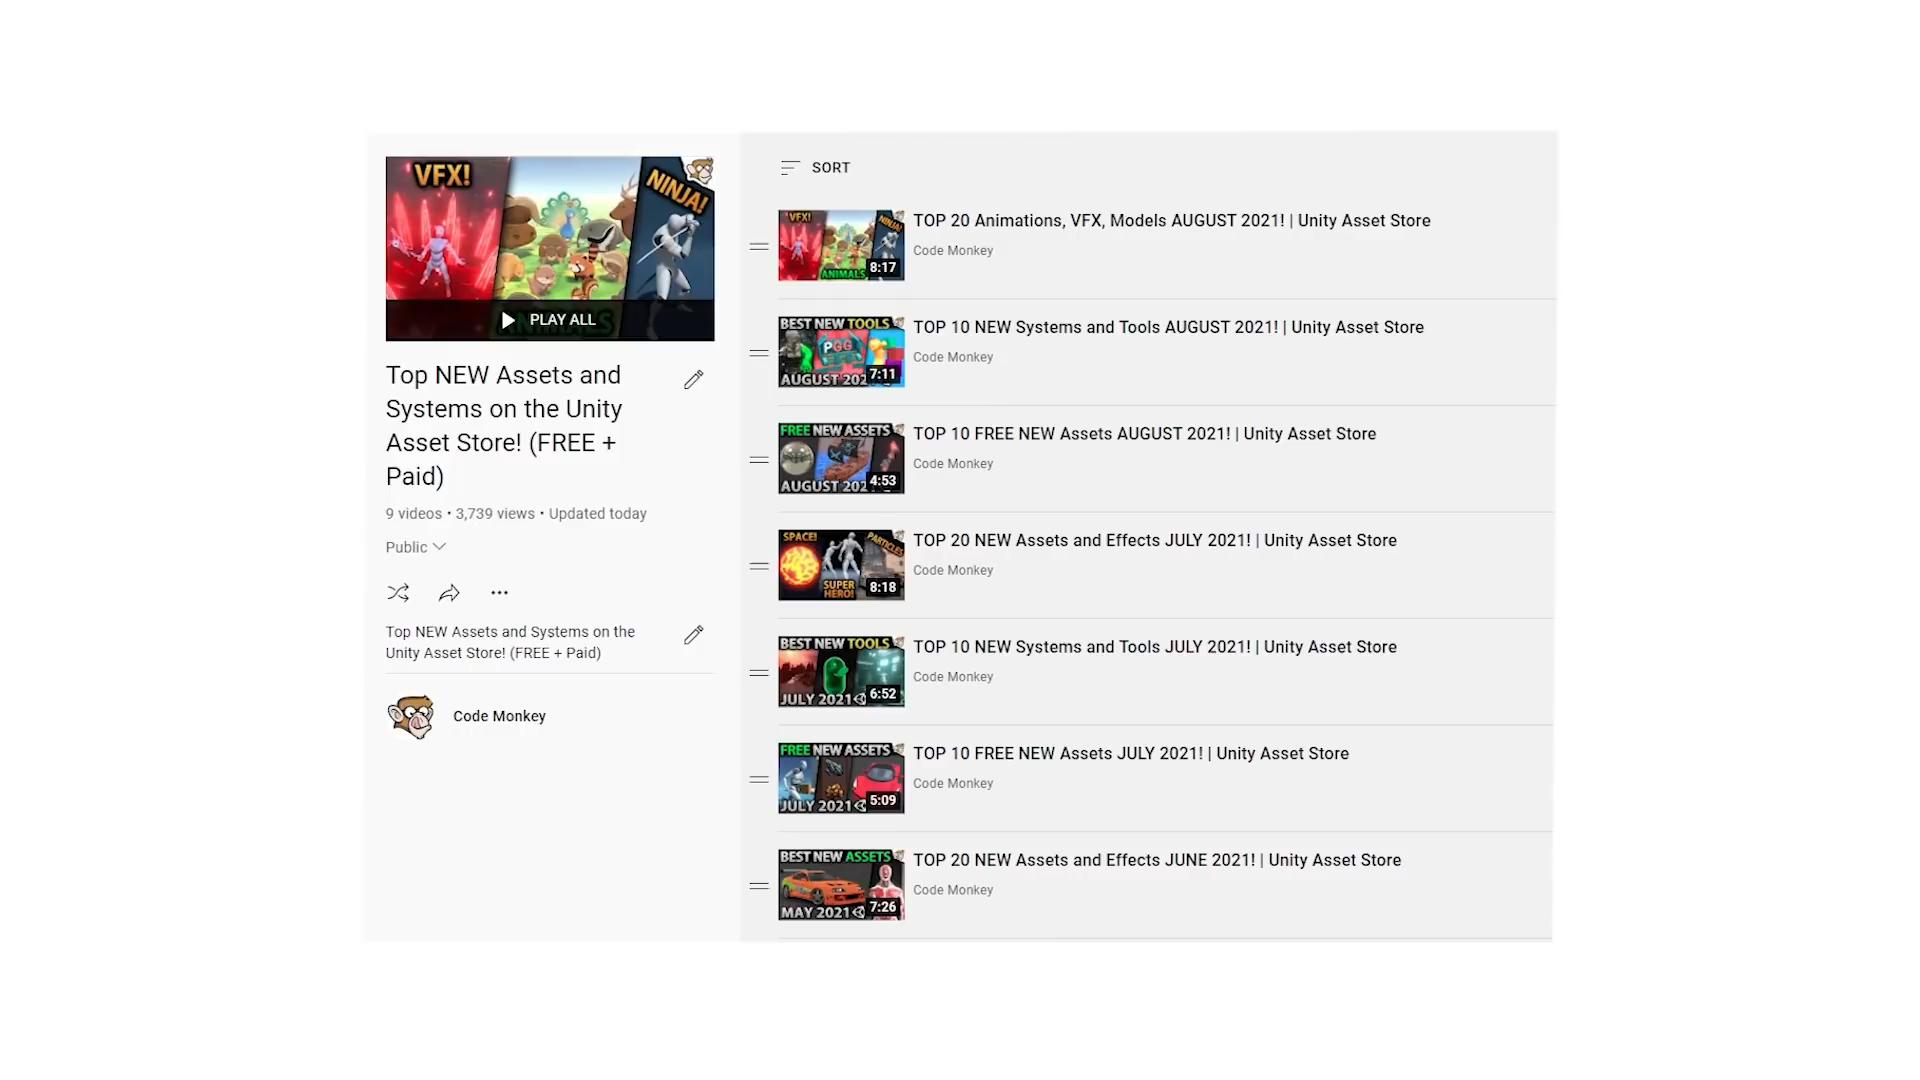 VFX!
NINJA!
PLAY ALL
Top NEW Assets and
Systems on the Unity
Asset Store! (FREE +
Paid)
9 videos • 3,739 views • Updated today
Public
Top NEW Assets and Systems on the
Unity Asset Store! (FREE + Paid)
Code Monkey
SORT
VFX!
NINJA!
ANIMALS
8:17
TOP 20 Animations, VFX, Models AUGUST 2021! | Unity Asset Store
Code Monkey
BEST NEW TOOLS
PGG
AUGUST 202
7:11
TOP 10 NEW Systems and Tools AUGUST 2021! | Unity Asset Store
Code Monkey
FREE NEW ASSETS
AUGUST 202
4:53
TOP 10 FREE NEW Assets AUGUST 2021! | Unity Asset Store
Code Monkey
SPACE!
PARTICLES
SUPER
HERO!
8:18
TOP 20 NEW Assets and Effects JULY 2021! | Unity Asset Store
Code Monkey
BEST NEW TOOLS
JULY 2021
6:52
TOP 10 NEW Systems and Tools JULY 2021! | Unity Asset Store
Code Monkey
FREE NEW ASSETS
JULY 2021
5:09
TOP 10 FREE NEW Assets JULY 2021! | Unity Asset Store
Code Monkey
BEST NEW ASSETS
MAY 2021
7:26
TOP 20 NEW Assets and Effects JUNE 2021! | Unity Asset Store
Code Monkey